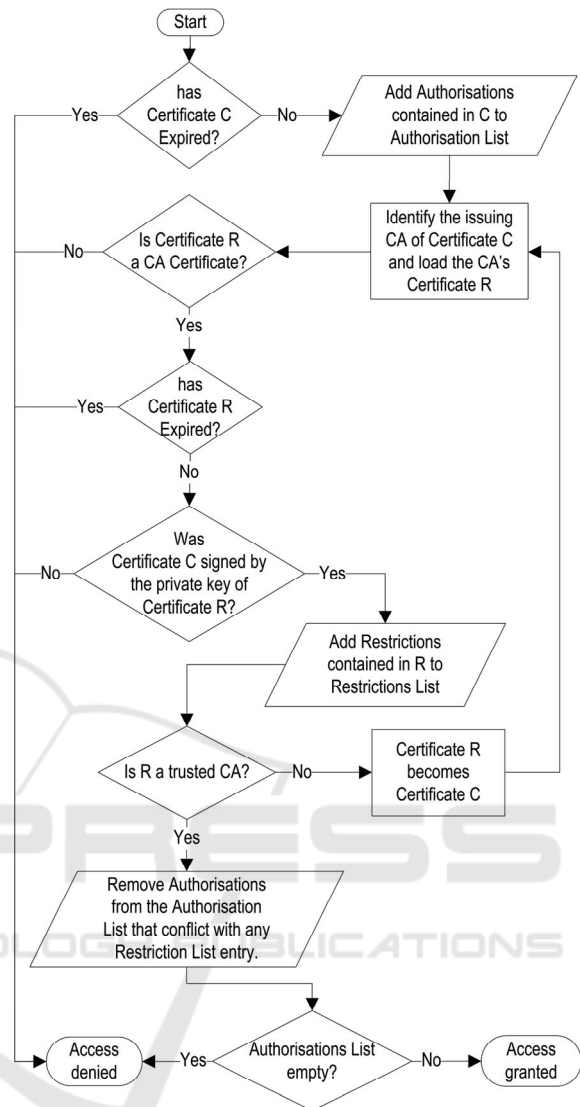 Start
has
Certificate C
Expired?
Yes
No
Add Authorisations
contained in C to
Authorisation List
Identify the issuing
CA of Certificate C
and load the CA's
Certificate R
Is Certificate R
a CA Certificate?
No
Yes
has
Certificate R
Expired?
Yes
No
Was
Certificate C signed by
the private key of
Certificate R?
No
Yes
Add Restrictions
contained in R to
Restrictions List
Is R a trusted CA?
No
Certificate R
becomes
Certificate C
Yes
PRESS
Remove Authorisations
from the Authorisation
List that conflict with any
Restriction List entry.
PUBLICATIONS
Authorisations List
empty?
Yes
Access
denied
No
Access
granted